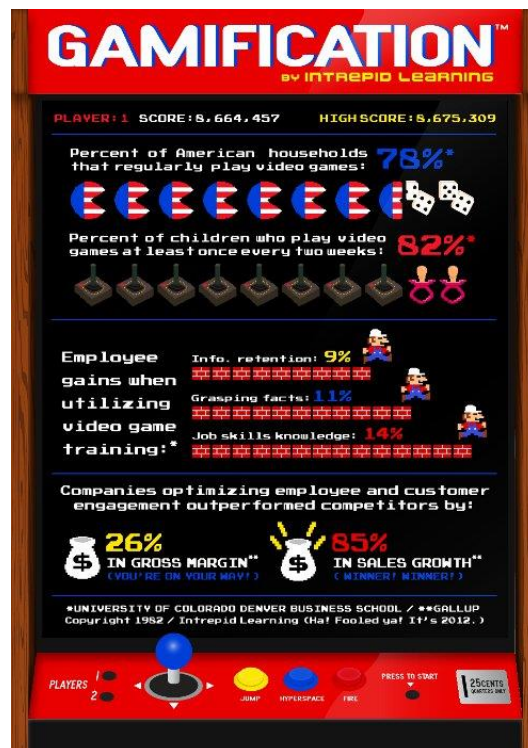 GAMIFICATION™
BY INTREPID LEARNING
PLAYER:1 SCORE:8,664,457 HIGH SCORE:8,675,309
Percent of American households
that regularly play video games: 78%*
Percent of children who play video
games at least once every two weeks: 82%*
Employee
gains when
utilizing
video game
training:*
Info. retention: 9%
Grasping facts: 11%
Job skills knowledge: 14%
Companies optimizing employee and customer
engagement outperformed competitors by:
$ 26%
IN GROSS MARGIN**
(YOU'RE ON YOUR WAY!)
$ 85%
IN SALES GROWTH**
(WINNER! WINNER!)
*UNIVERSITY OF COLORADO DENVER BUSINESS SCHOOL / **GALLUP
Copyright 1982 / Intrepid Learning (Ha! Fooled ya! It's 2012.)
PLAYERS 1
2
JUMP HYPERSPACE FIRE
PRESS TO START
25CENTS
QUARTERS ONLY